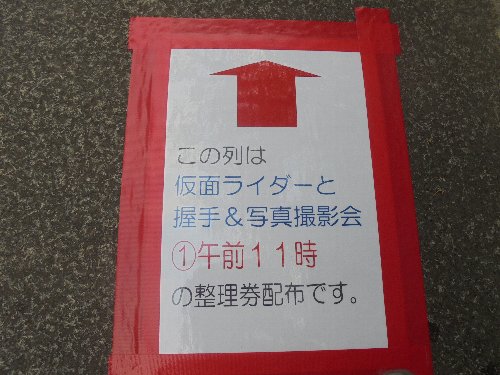 この列は
仮面ライダーと
握手＆写真撮影会
①午前１１時
の整理券配布です。